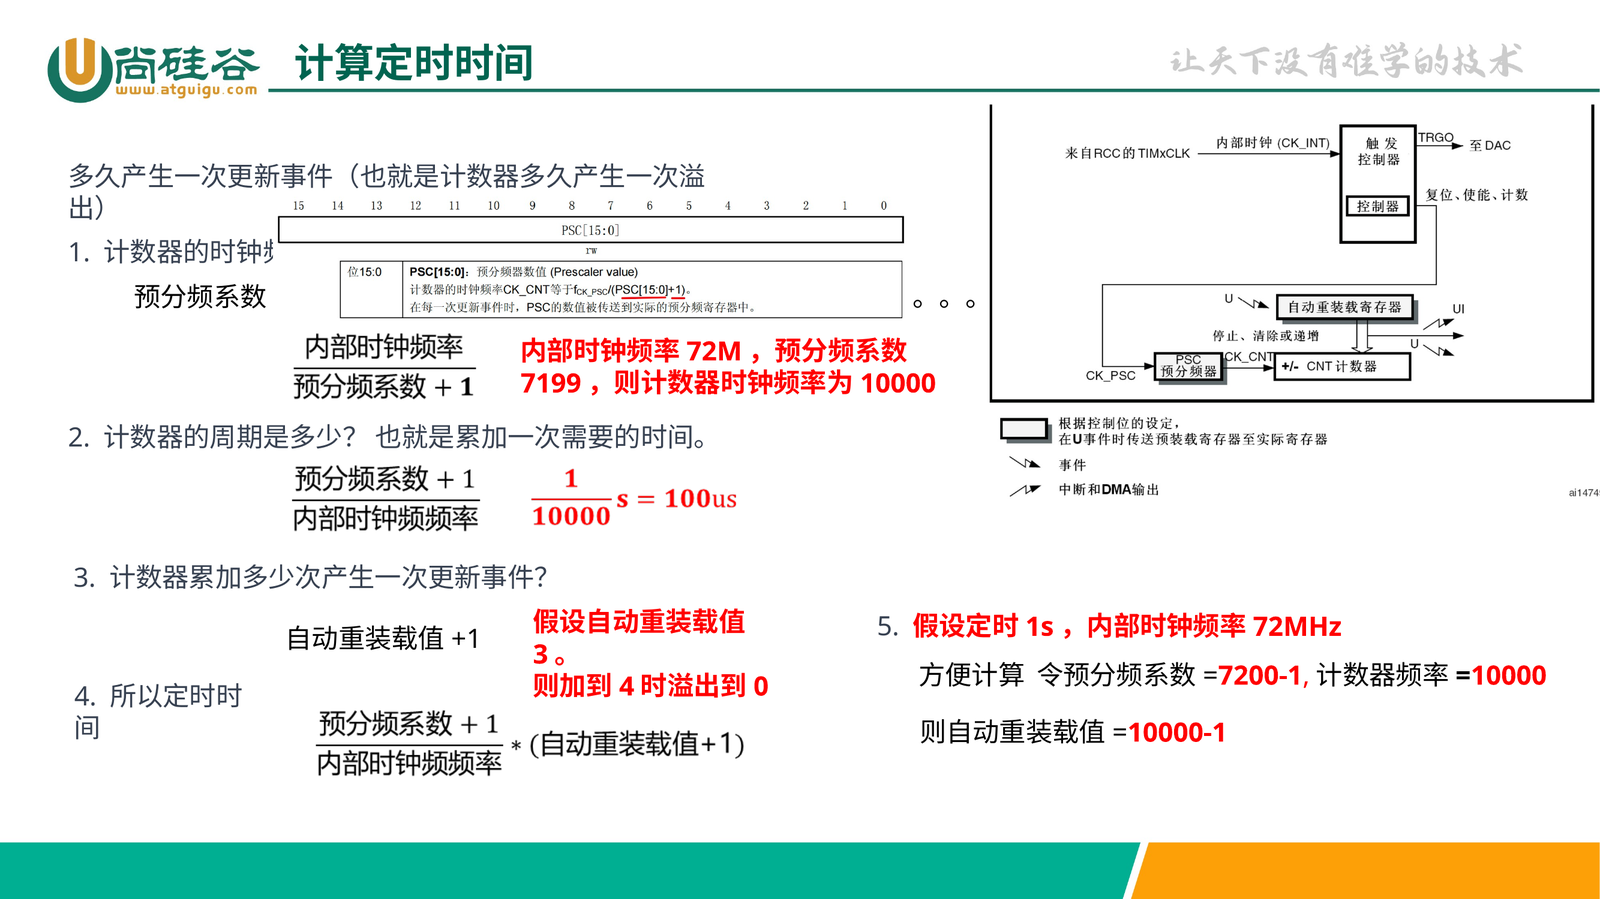 尚硅谷
www.atguigu.com
计算定时时间
让天下没有难学的技术
多久产生一次更新事件（也就是计数器多久产生一次溢
出）
15 14 13 12 11 10 9 8 7 6 5 4 3 2 1 0
PSC[15:0]
rw
1. 计数器的时钟频
预分频系数
。。。
位15:0
PSC[15:0]：预分频器数值 (Prescaler value)
计数器的时钟频率CK_CNT等于fCK_PSC/(PSC[15:0]+1)。
在每一次更新事件时，PSC的数值被传送到实际的预分频寄存器中。
内部时钟频率
预分频系数 + 1
内部时钟频率 72M ，预分频系数
7199 ，则计数器时钟频率为 10000
2. 计数器的周期是多少？ 也就是累加一次需要的时间。
预分频系数 + 1
内部时钟频频率
1
10000
s = 100us
3. 计数器累加多少次产生一次更新事件？
自动重装载值 +1
假设自动重装载值
3 。
则加到 4 时溢出到 0
4. 所以定时时
间
预分频系数 + 1
内部时钟频频率
* (自动重装载值+1)
来自RCC的TIMxCLK
内部时钟 (CK_INT)
触 发
控制器
TRGO
至DAC
控制器
复位、使能、计数
U
自动重装载寄存器
UI
停止、清除或递增
U
CK_PSC
PSC
预分频器
CK_CNT
+/- CNT计数器
根据控制位的设定，
在U事件时传送预装载寄存器至实际寄存器
事件
中断和DMA输出
ai1474
5. 假设定时 1s ，内部时钟频率 72MHz
方便计算 令预分频系数 =7200-1, 计数器频率 =10000
则自动重装载值 =10000-1